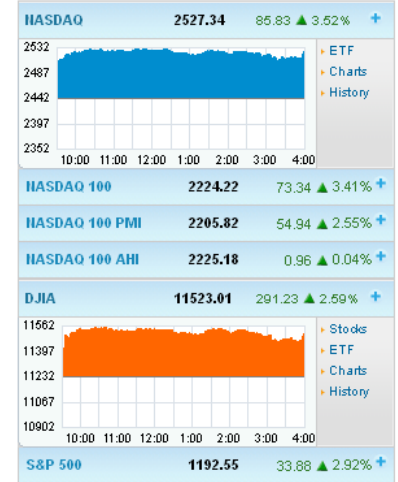 NASDAQ 2527.34 85.83 ▲ 3.52% +
2532
2487
2442
2397
2352
ETF
Charts
History
10:00 11:00 12:00 1:00 2:00 3:00 4:00
NASDAQ 100 2224.22 73.34 ▲ 3.41% +
NASDAQ 100 PMI 2205.82 54.94 ▲ 2.55% +
NASDAQ 100 AHI 2225.18 0.96 ▲ 0.04% +
DJIA 11523.01 291.23 ▲ 2.59% +
11562
11397
11232
11067
10902
Stocks
ETF
Charts
History
10:00 11:00 12:00 1:00 2:00 3:00 4:00
S&P 500 1192.55 33.88 ▲ 2.92% +